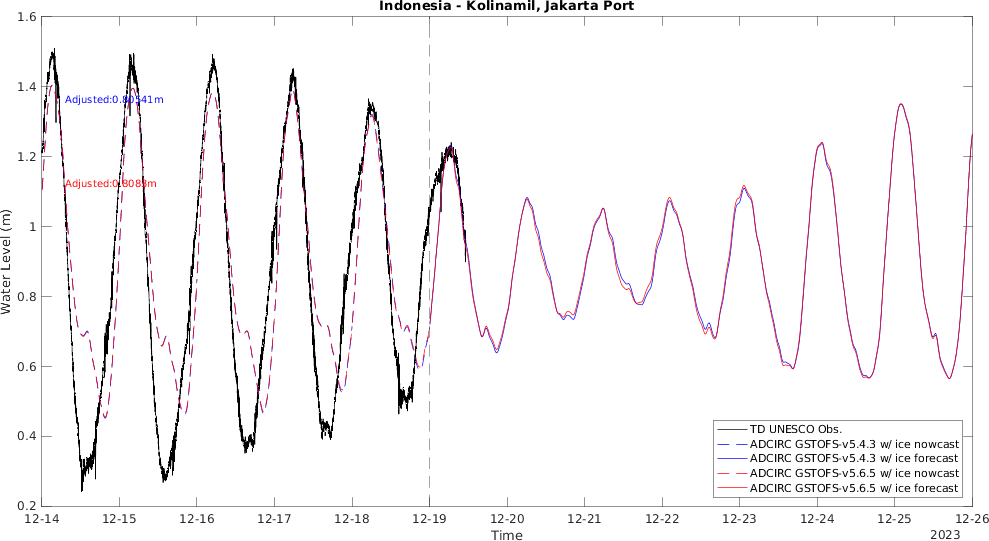 Indonesia - Kolinamil, Jakarta Port
1.6
1.4
1.2
1
0.8
0.6
0.4
0.2
Water Level (m)
Adjusted:0.80541m
Adjusted:0.8083m
TD UNESCO Obs.
ADCIRC GSTOFS-v5.4.3 w/ ice nowcast
ADCIRC GSTOFS-v5.4.3 w/ ice forecast
ADCIRC GSTOFS-v5.6.5 w/ ice nowcast
ADCIRC GSTOFS-v5.6.5 w/ ice forecast
12-14 12-15 12-16 12-17 12-18 12-19 12-20 12-21 12-22 12-23 12-24 12-25 12-26
Time 2023